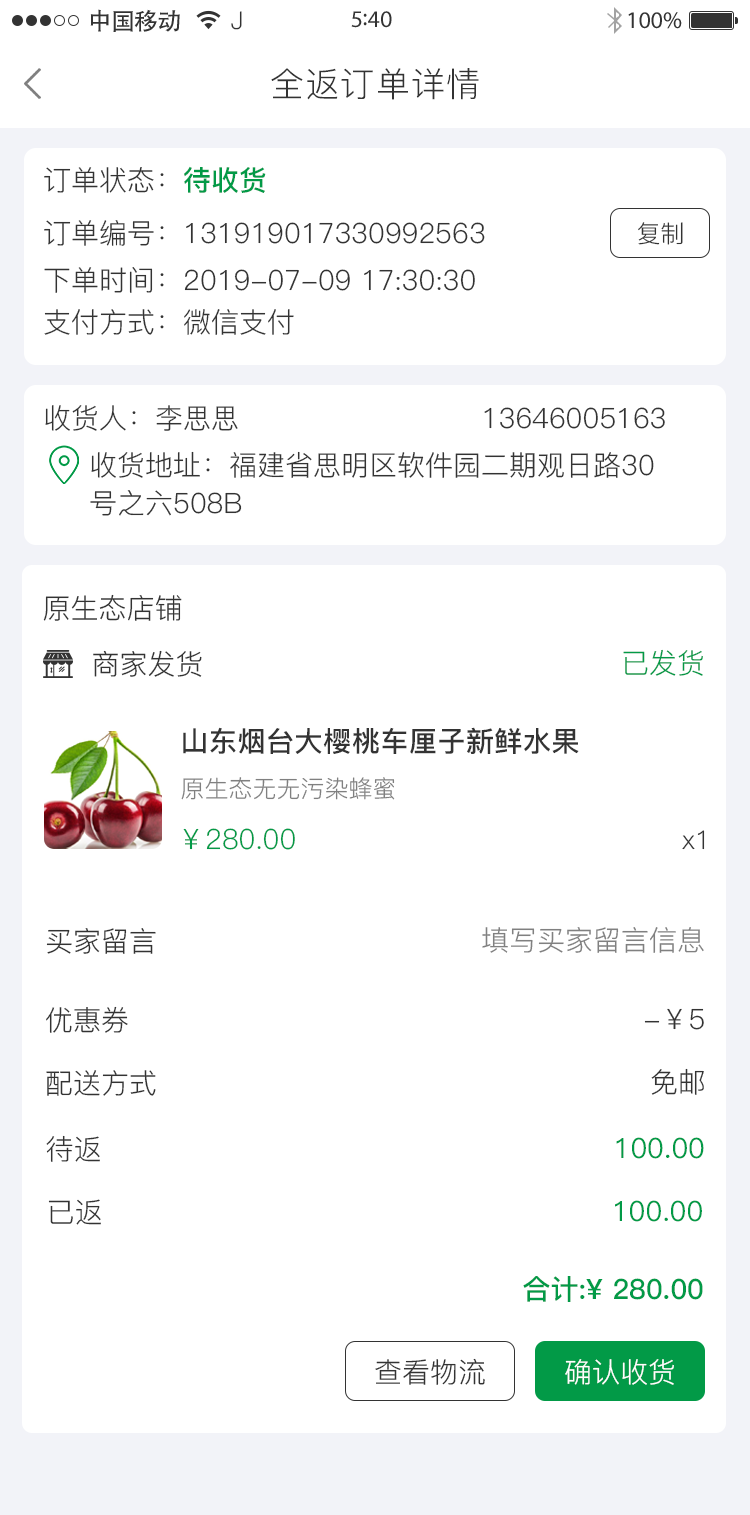 中国移动 5:40 100%
全返订单详情
订单状态：待收货
订单编号：131919017330992563 复制
下单时间：2019-07-09 17:30:30
支付方式：微信支付
收货人：李思思 13646005163
收货地址：福建省思明区软件园二期观日路30
号之六508B
原生态店铺
商家发货 已发货
山东烟台大樱桃车厘子新鲜水果
原生态无无污染蜂蜜
¥280.00 x1
买家留言 填写买家留言信息
优惠券 -¥5
配送方式 免邮
待返 100.00
已返 100.00
合计:¥ 280.00
查看物流 确认收货